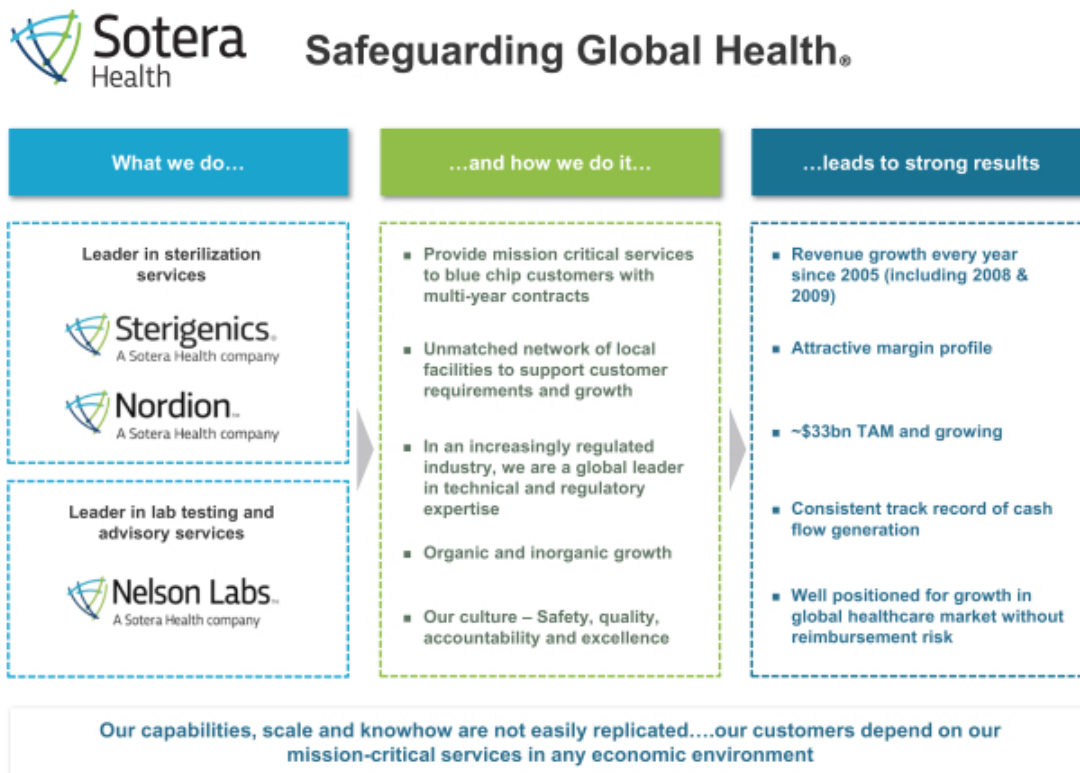 Sotera
Health
Safeguarding Global Health®
What we do…
Leader in sterilization
services
Sterigenics®
A Sotera Health company
Nordion™
A Sotera Health company
Leader in lab testing and
advisory services
Nelson Labs™
A Sotera Health company
…and how we do it…
▪ Provide mission critical services
to blue chip customers with
multi-year contracts
▪ Unmatched network of local
facilities to support customer
requirements and growth
▪ In an increasingly regulated
industry, we are a global leader
in technical and regulatory
expertise
▪ Organic and inorganic growth
▪ Our culture – Safety, quality,
accountability and excellence
…leads to strong results
▪ Revenue growth every year
since 2005 (including 2008 &
2009)
▪ Attractive margin profile
▪ ~$33bn TAM and growing
▪ Consistent track record of cash
flow generation
▪ Well positioned for growth in
global healthcare market without
reimbursement risk
Our capabilities, scale and knowhow are not easily replicated….our customers depend on our
mission-critical services in any economic environment